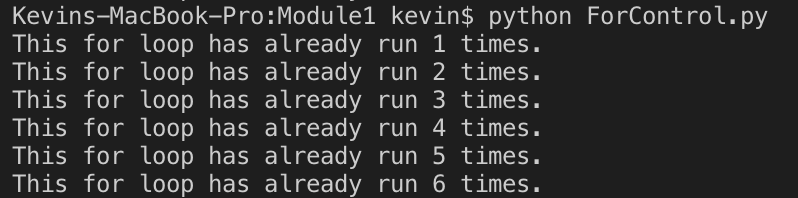 Kevins-MacBook-Pro:Module1 kevin$ python ForControl.py
This for loop has already run 1 times.
This for loop has already run 2 times.
This for loop has already run 3 times.
This for loop has already run 4 times.
This for loop has already run 5 times.
This for loop has already run 6 times.